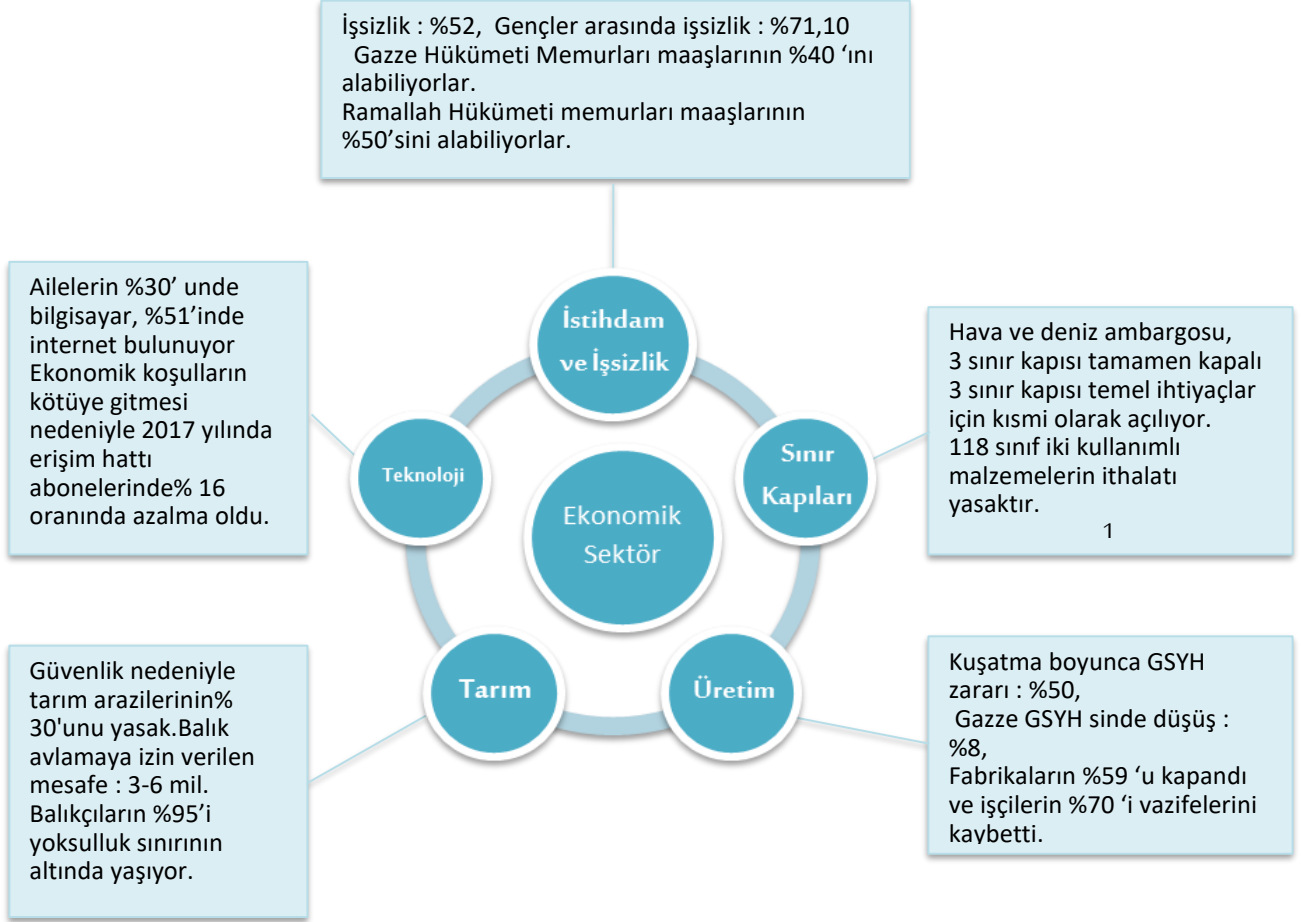 İşsizlik : %52, Gençler arasında işsizlik : %71,10
Gazze Hükümeti Memurları maaşlarının %40 ‘ını
alabiliyorlar.
Ramallah Hükümeti memurları maaşlarının
%50’sini alabiliyorlar.
Ailelerin %30’ unde
bilgisayar, %51’inde
internet bulunuyor
Ekonomik koşulların
kötüye gitmesi
nedeniyle 2017 yılında
erişim hattı
abonelerinde% 16
oranında azalma oldu.
İstihdam
ve İşsizlik
Teknoloji
Sınır
Kapıları
Ekonomik
Sektör
Tarım
Üretim
Hava ve deniz ambargosu,
3 sınır kapısı tamamen kapalı
3 sınır kapısı temel ihtiyaçlar
için kısmi olarak açılıyor.
118 sınıf iki kullanımlı
malzemelerin ithalatı
yasaktır.
1
Güvenlik nedeniyle
tarım arazilerinin%
30'unu yasak.Balık
avlamaya izin verilen
mesafe : 3-6 mil.
Balıkçıların %95’i
yoksulluk sınırının
altında yaşıyor.
Kuşatma boyunca GSYH
zararı : %50,
Gazze GSYH sinde düşüş :
%8,
Fabrikaların %59 ‘u kapandı
ve işçilerin %70 ‘i vazifelerini
kaybetti.